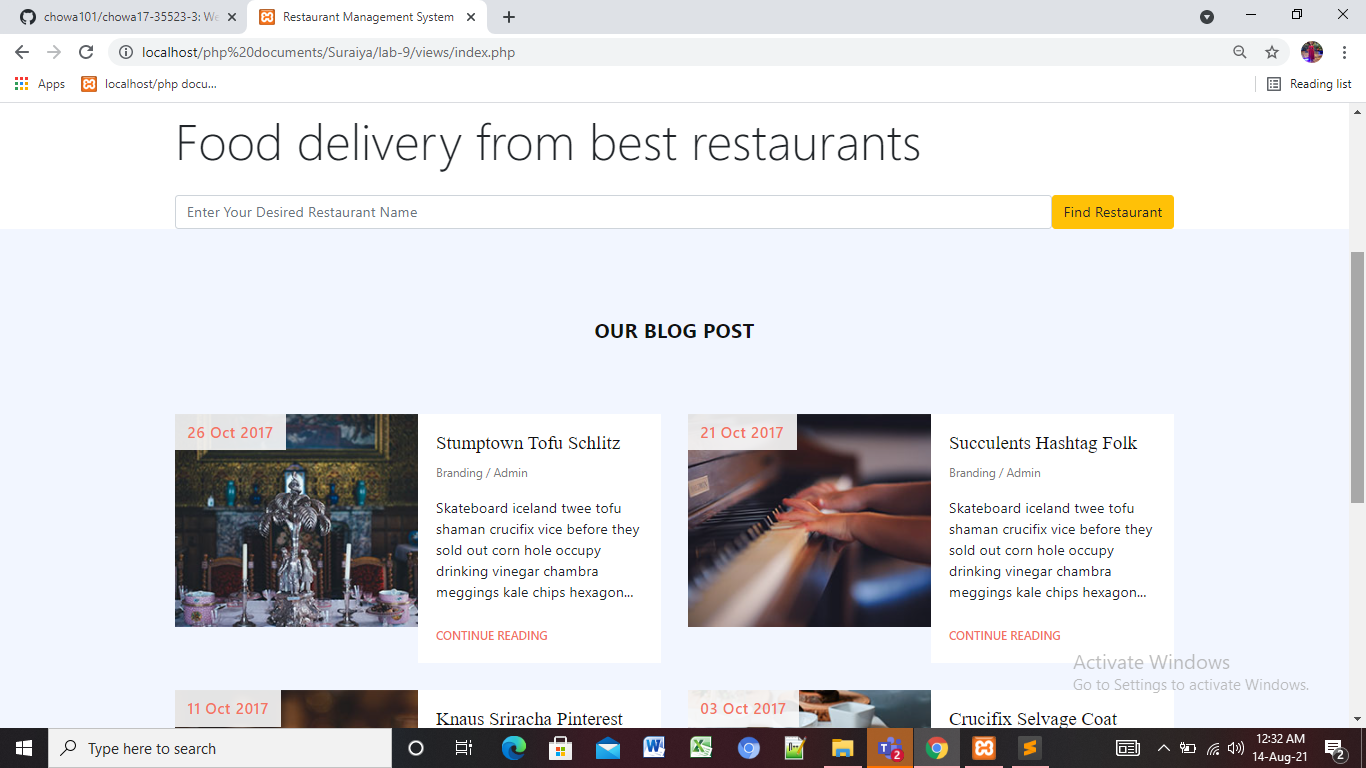 chowa101/chowa17-35523-3: We
Restaurant Management System
localhost/php%20documents/Suraiya/lab-9/views/index.php
Apps
localhost/php docu...
Reading list
Food delivery from best restaurants
Enter Your Desired Restaurant Name
Find Restaurant
OUR BLOG POST
26 Oct 2017
Stumptown Tofu Schlitz
Branding / Admin
Skateboard iceland twee tofu
shaman crucifix vice before they
sold out corn hole occupy
drinking vinegar chambra
meggings kale chips hexagon...
CONTINUE READING
21 Oct 2017
Succulents Hashtag Folk
Branding / Admin
Skateboard iceland twee tofu
shaman crucifix vice before they
sold out corn hole occupy
drinking vinegar chambra
meggings kale chips hexagon...
CONTINUE READING
Activate Windows
Go to Settings to activate Windows.
11 Oct 2017
Knaus Sriracha Pinterest
03 Oct 2017
Crucifix Selvage Coat
Type here to search
2
12:32 AM
14-Aug-21
2